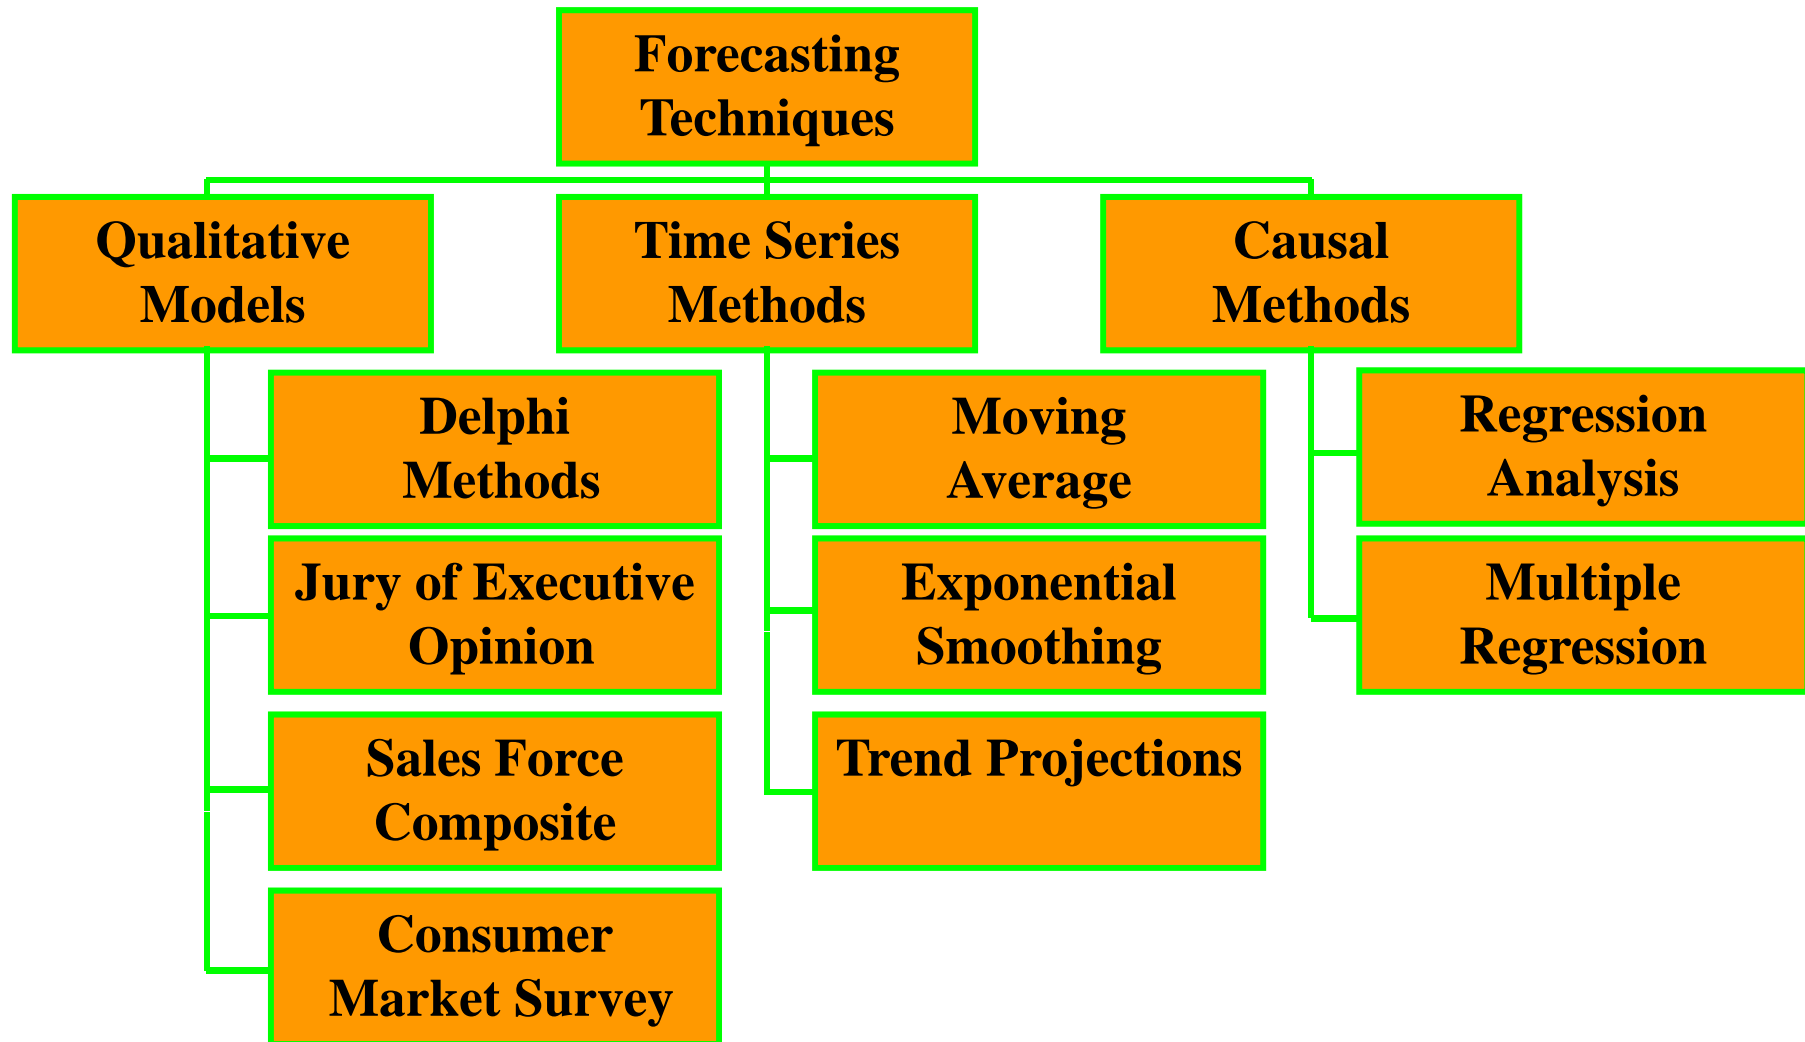 Forecasting
Techniques
Qualitative
Models
Time Series
Methods
Causal
Methods
Delphi
Methods
Jury of Executive
Opinion
Sales Force
Composite
Consumer
Market Survey
Moving
Average
Exponential
Smoothing
Trend Projections
Regression
Analysis
Multiple
Regression